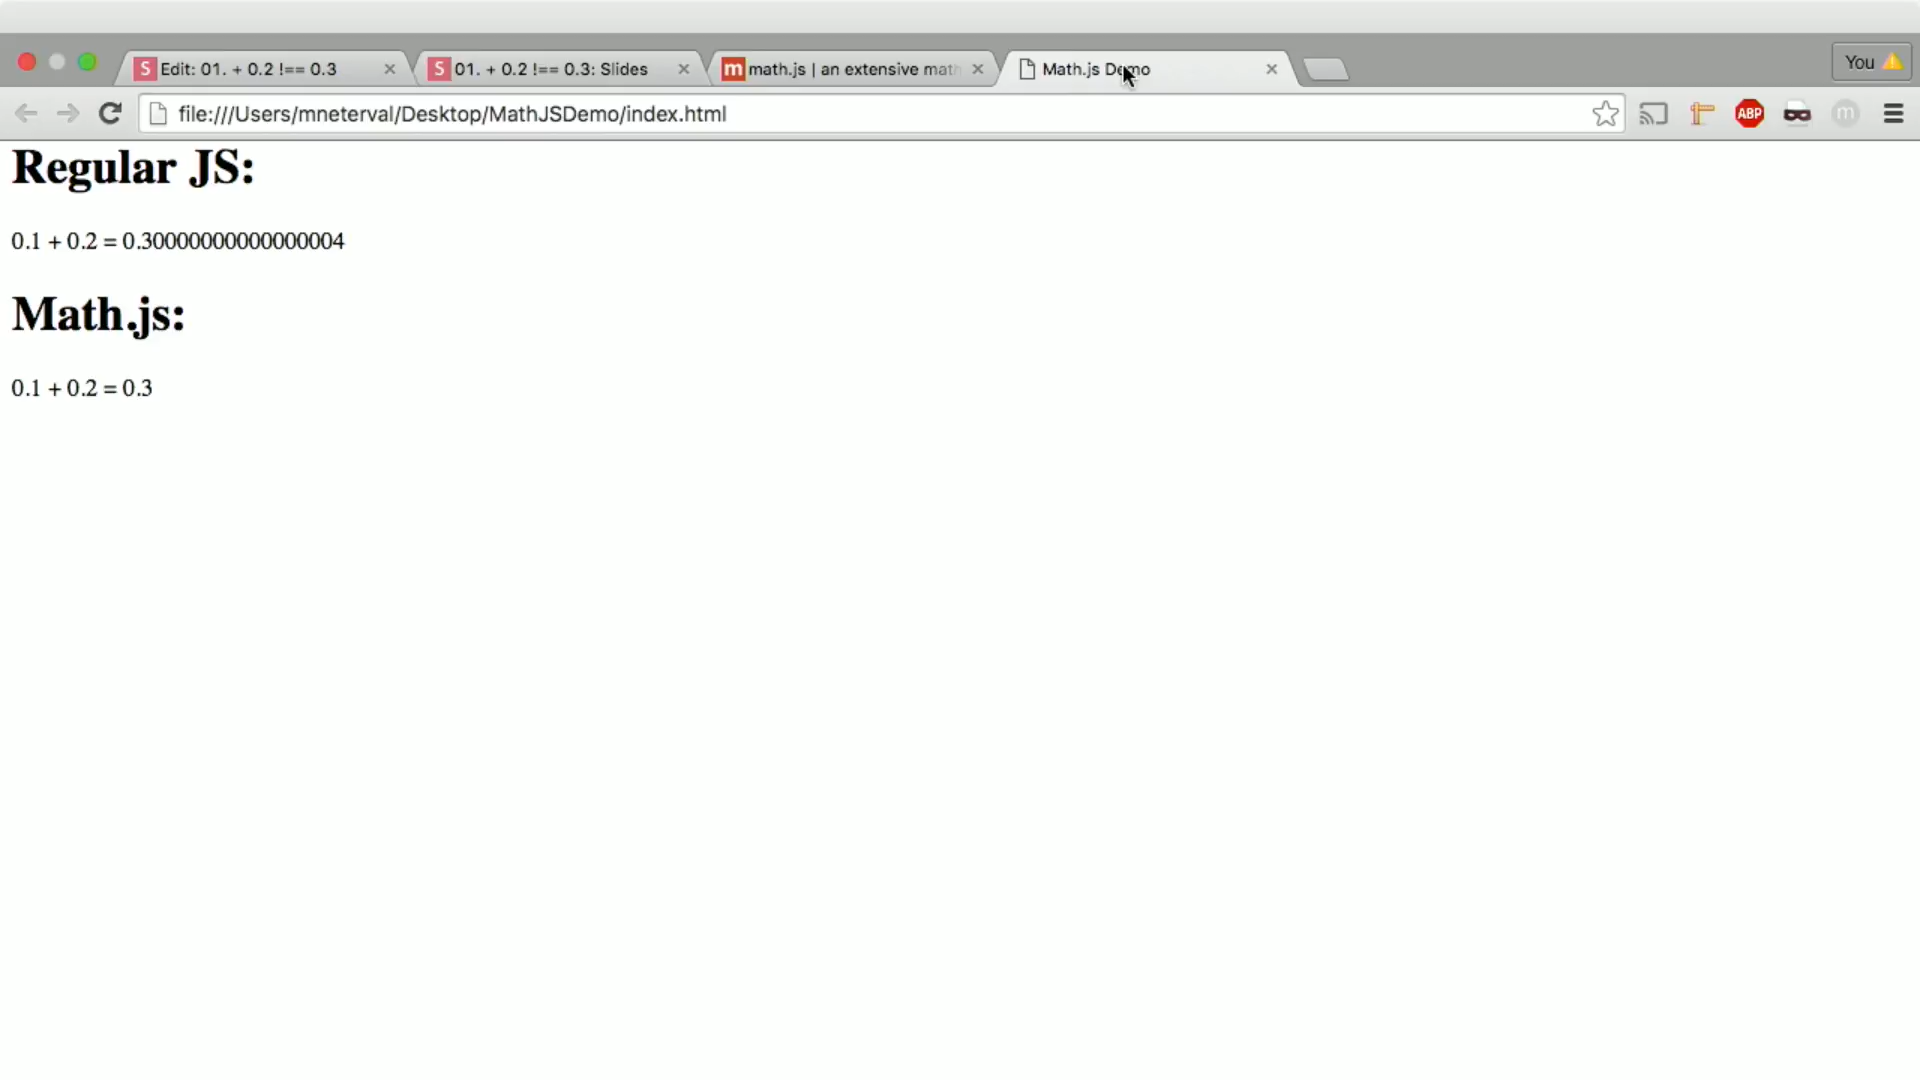 S Edit: 01. + 0.2 !== 0.3
S 01. + 0.2 !== 0.3: Slides
m math.js | an extensive math
Math.js Demo
You
file:///Users/mneterval/Desktop/MathJSDemo/index.html
ABP
m
Regular JS:
0.1 + 0.2 = 0.30000000000000004
Math.js:
0.1 + 0.2 = 0.3